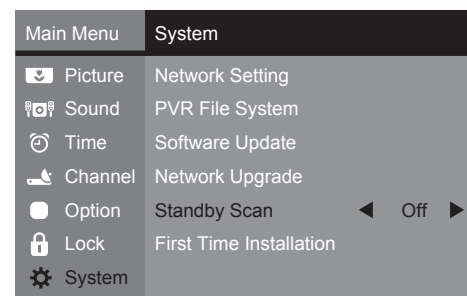 Main Menu
System
Picture
Sound
Time
Channel
Option
Lock
System
Network Setting
PVR File System
Software Update
Network Upgrade
Standby Scan Off
First Time Installation